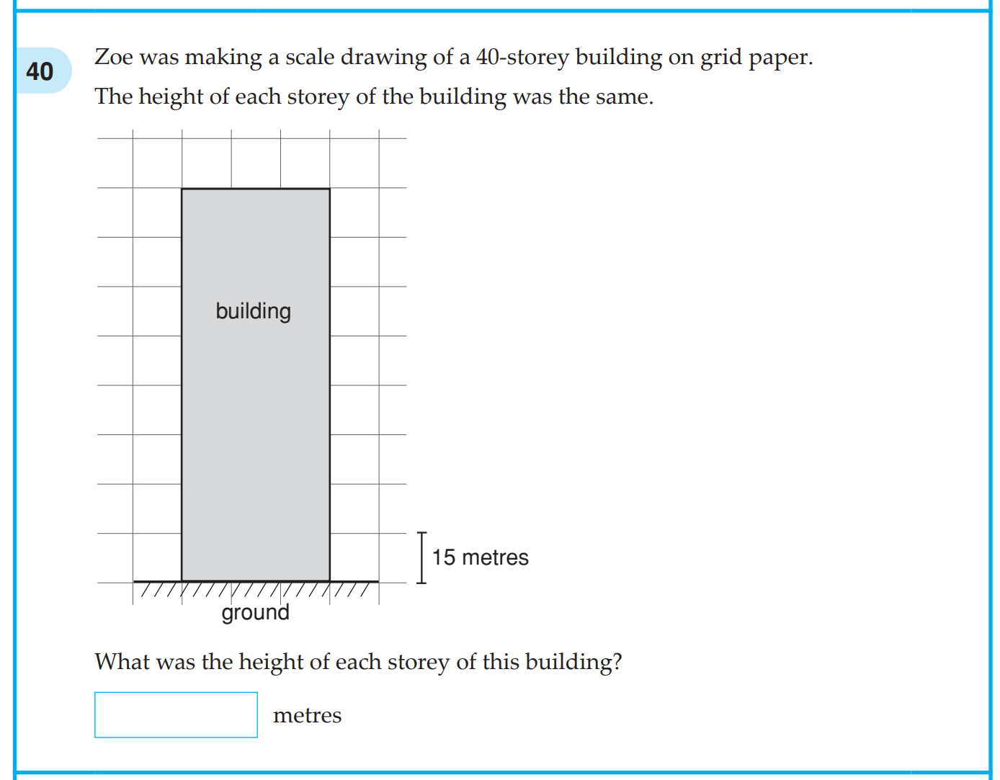 40
Zoe was making a scale drawing of a 40-storey building on grid paper.
The height of each storey of the building was the same.
building
15 metres
ground
What was the height of each storey of this building?
metres